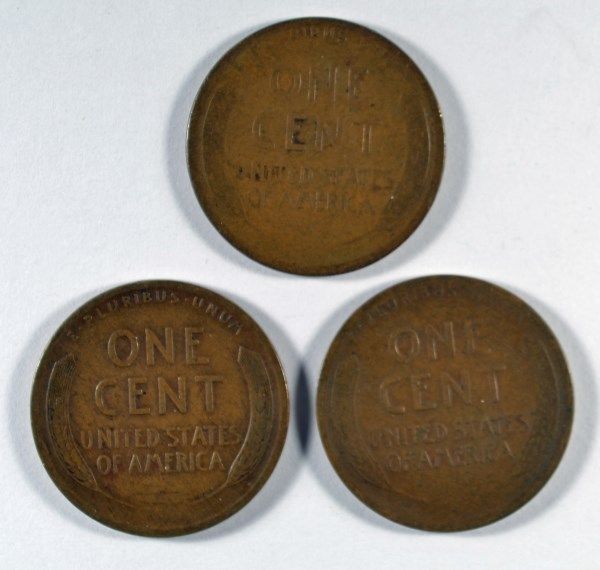 ONE
CENT
UNITED STATES
OF AMERICA
E·PLURIBUS·UNUM
ONE
CENT
UNITED STATES
OF AMERICA
PLURIBUS
ONE
CENT
UNITED STATES
OF AMERICA